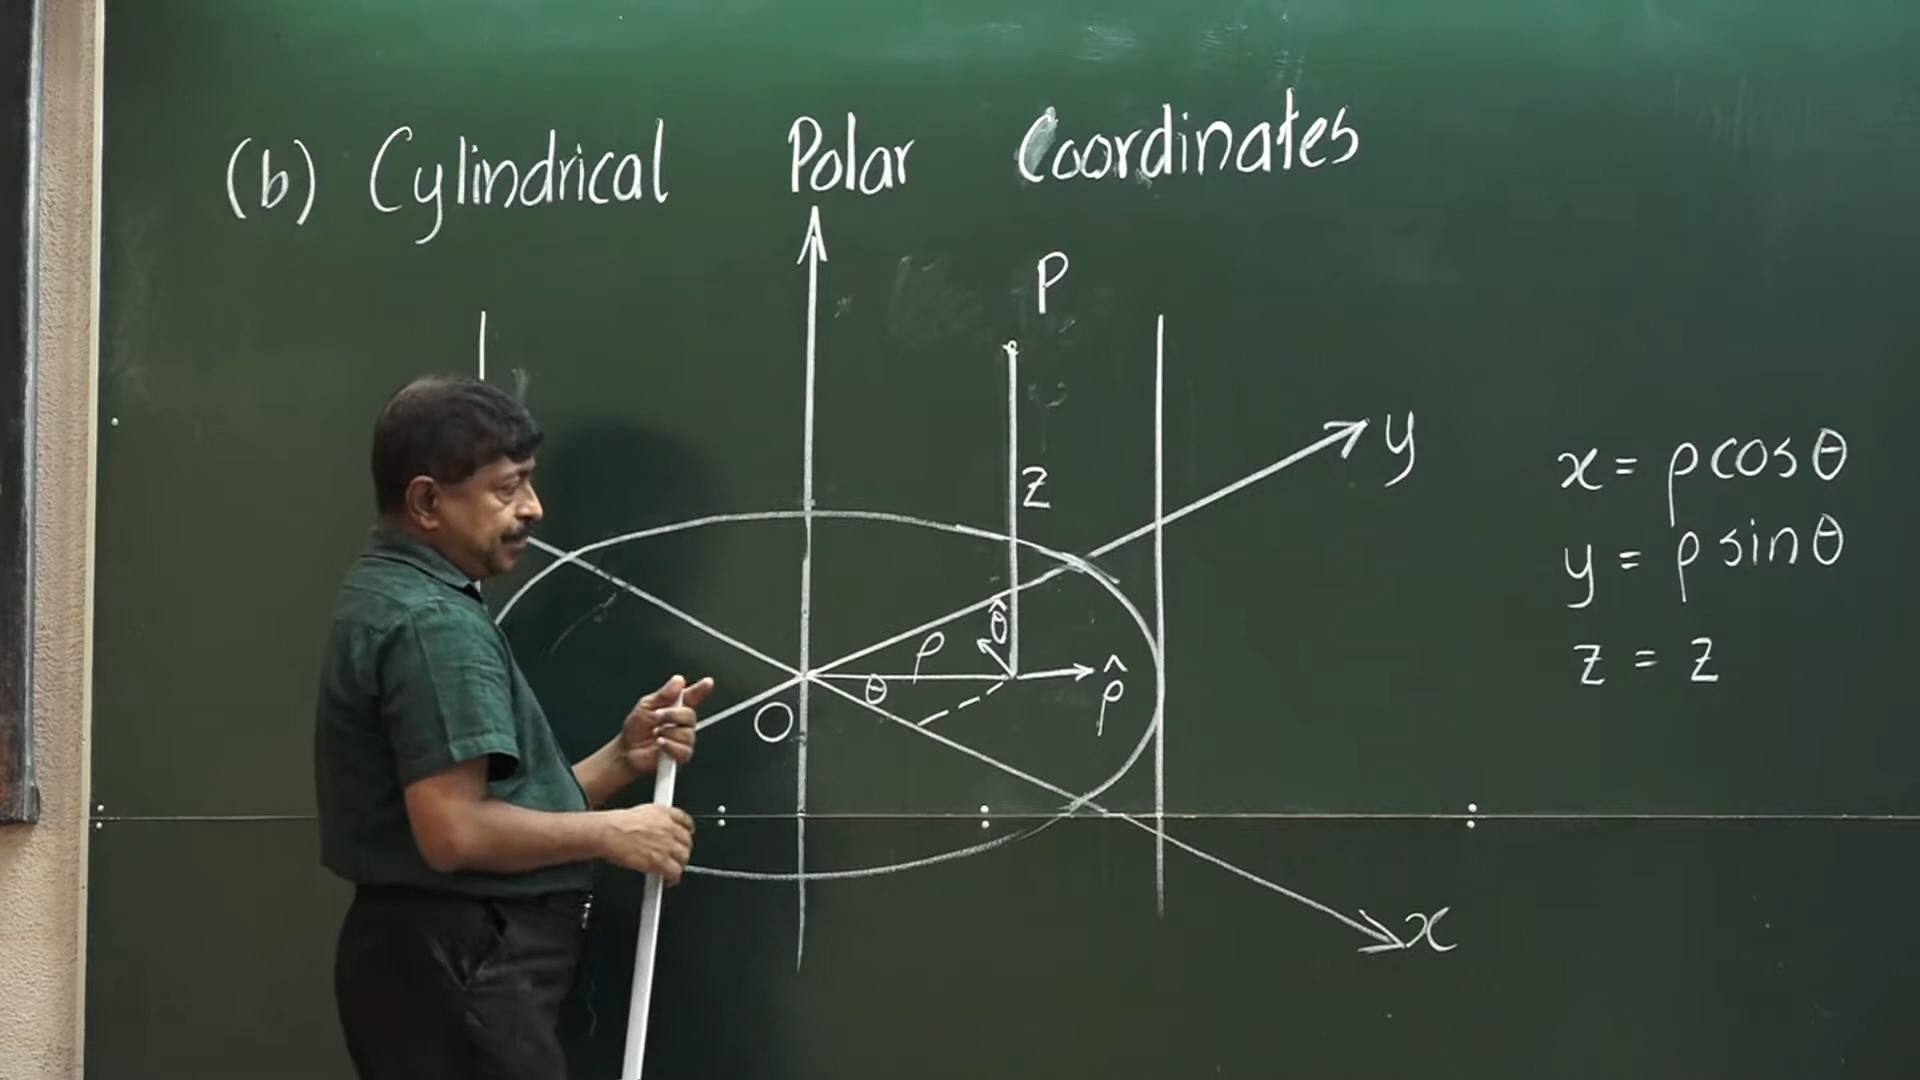 (b) Cylindrical Polar Coordinates
P
y
z
x = ρ cos θ
y = ρ sin θ
z = z
θ̂
ρ
θ
ρ̂
O
x